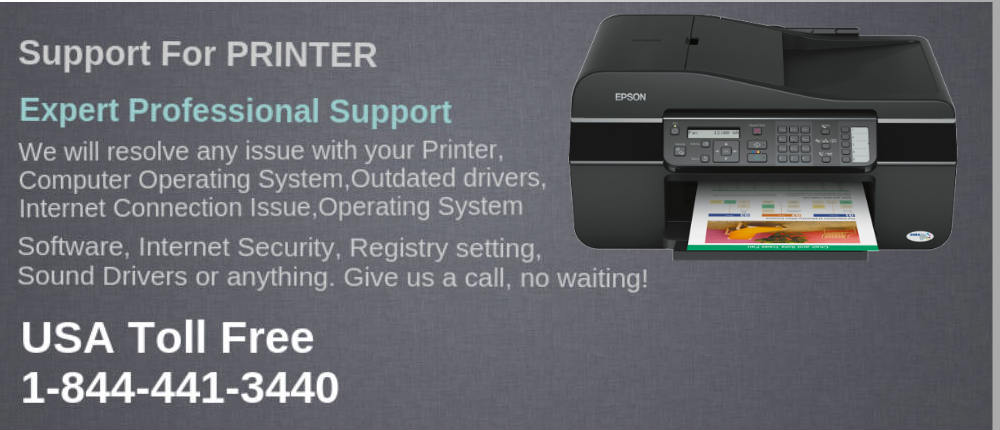 Support For PRINTER
Expert Professional Support
We will resolve any issue with your Printer,
Computer Operating System,Outdated drivers,
Internet Connection Issue,Operating System
Software, Internet Security, Registry setting,
Sound Drivers or anything. Give us a call, no waiting!
USA Toll Free
1-844-441-3440
EPSON